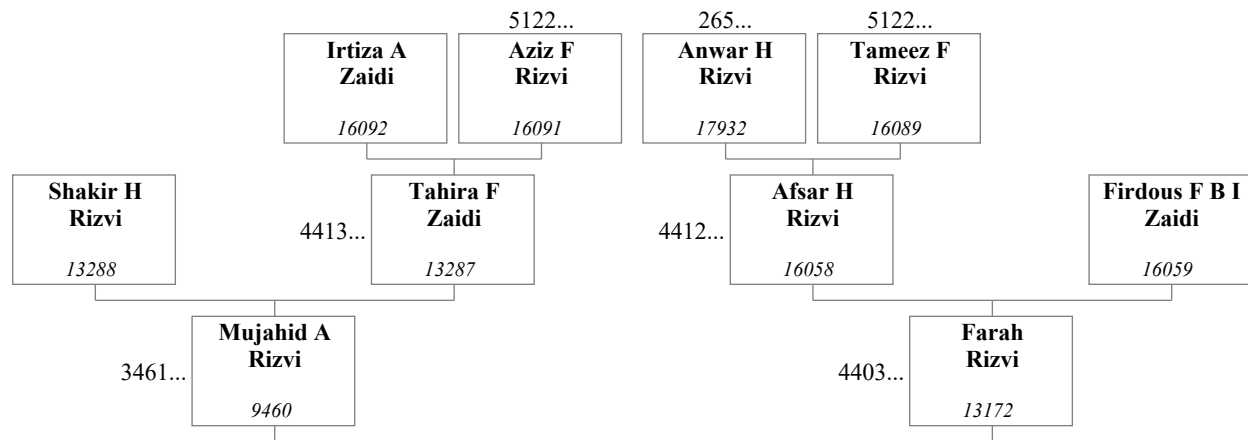 5122...
265...
5122...
Irtiza A
Zaidi
16092
Aziz F
Rizvi
16091
Anwar H
Rizvi
17932
Tameez F
Rizvi
16089
Shakir H
Rizvi
13288
4413...
Tahira F
Zaidi
13287
4412...
Afsar H
Rizvi
16058
Firdous F B I
Zaidi
16059
3461...
Mujahid A
Rizvi
9460
4403...
Farah
Rizvi
13172